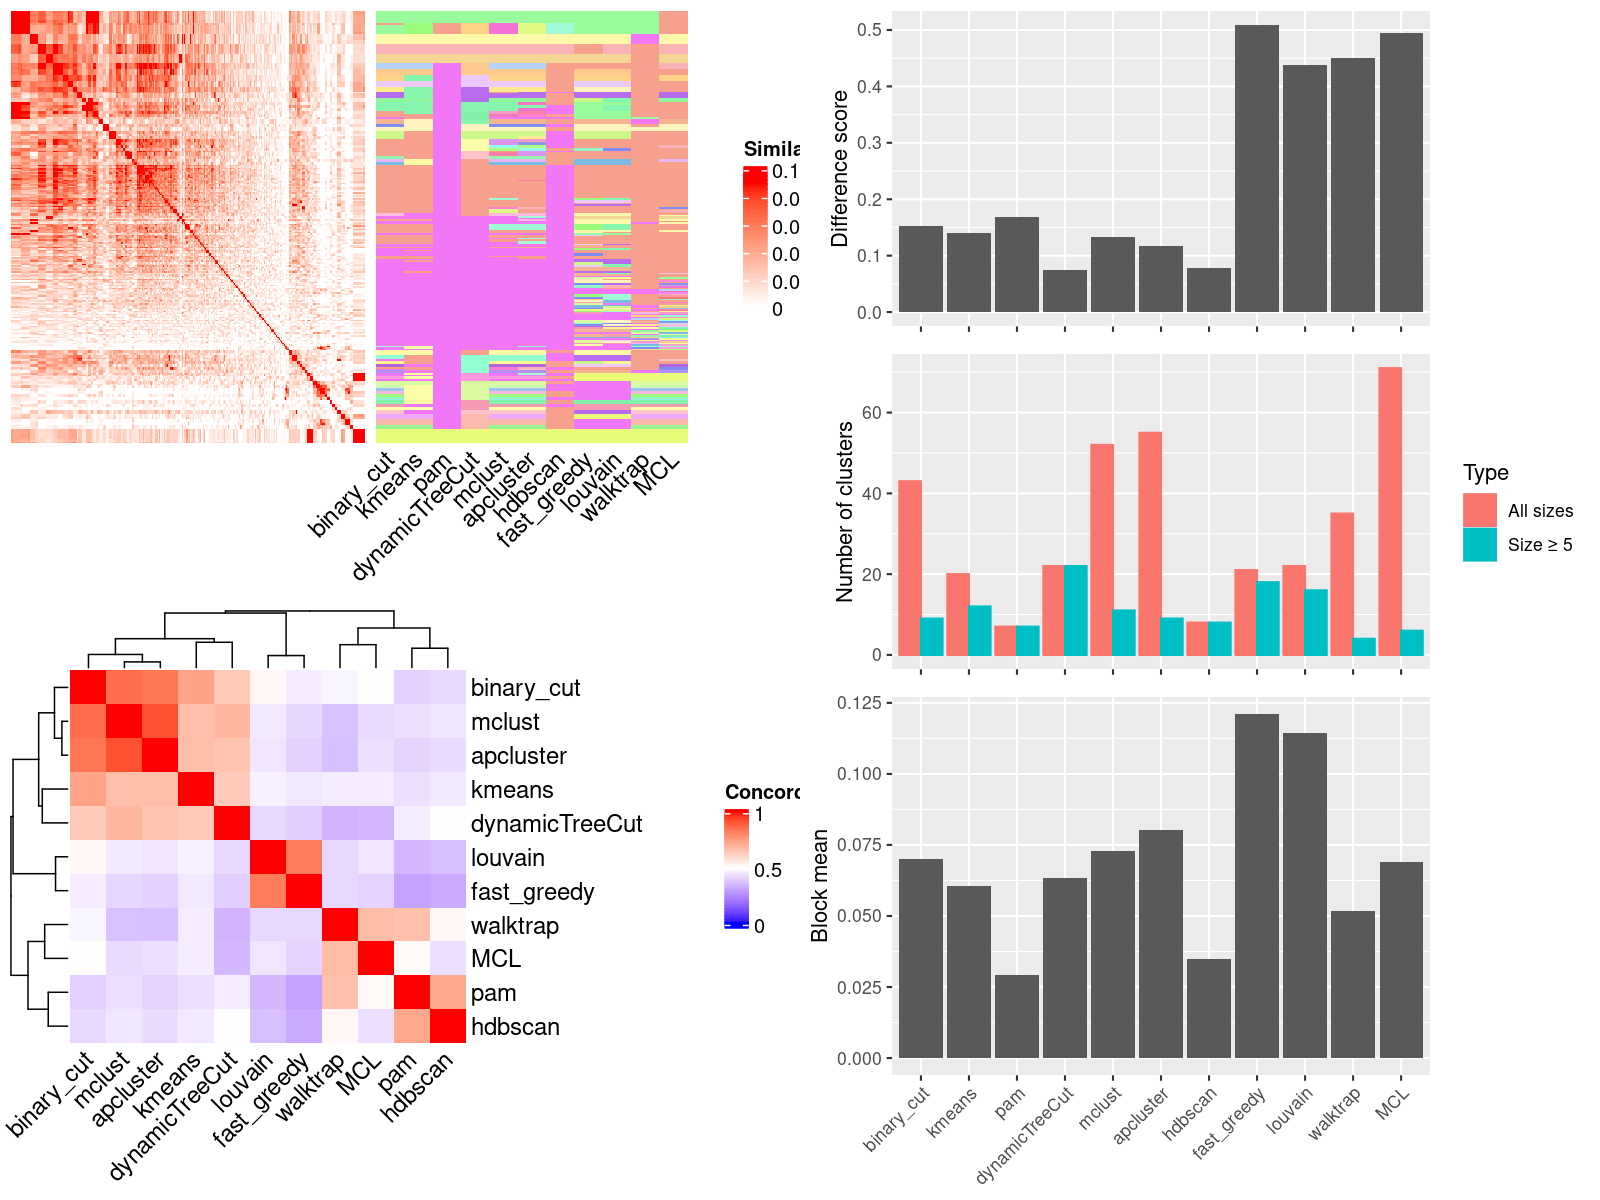 Simila
0.1
0.0
0.0
0.0
0.0
0
binary_cut
kmeans
pam
dynamicTreeCut
mclust
apcluster
hdbscan
fast_greedy
louvain
walktrap
MCL
binary_cut
mclust
apcluster
kmeans
dynamicTreeCut
louvain
fast_greedy
walktrap
MCL
pam
hdbscan
binary_cut
mclust
apcluster
kmeans
dynamicTreeCut
louvain
fast_greedy
walktrap
MCL
pam
hdbscan
Concord
1
0.5
0
Difference score
0.5
0.4
0.3
0.2
0.1
0.0
Number of clusters
60
40
20
0
Type
All sizes
Size ≥ 5
Block mean
0.125
0.100
0.075
0.050
0.025
0.000
binary_cut
kmeans
pam
dynamicTreeCut
mclust
apcluster
hdbscan
fast_greedy
louvain
walktrap
MCL